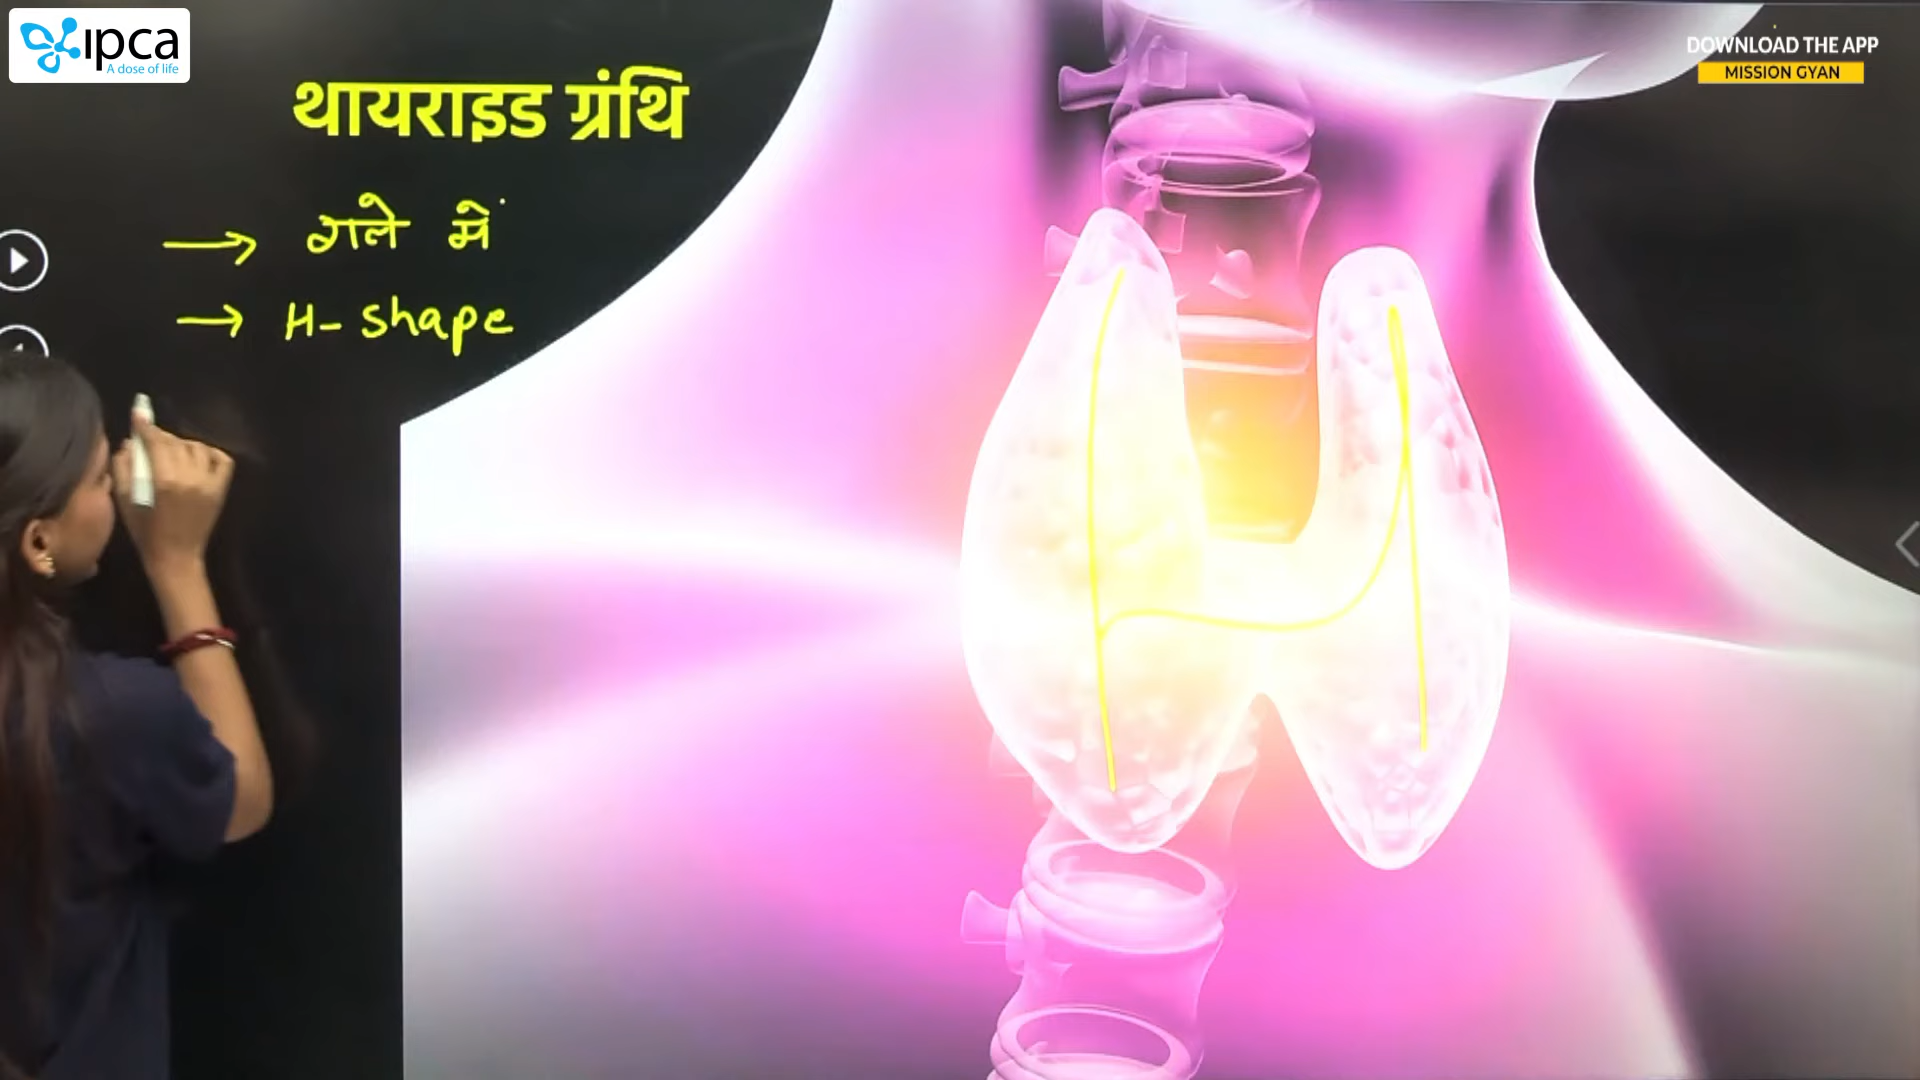 ipca
A dose of life
DOWNLOAD THE APP
MISSION GYAN
थायराइड ग्रंथि
→ गले में
→ H- shape